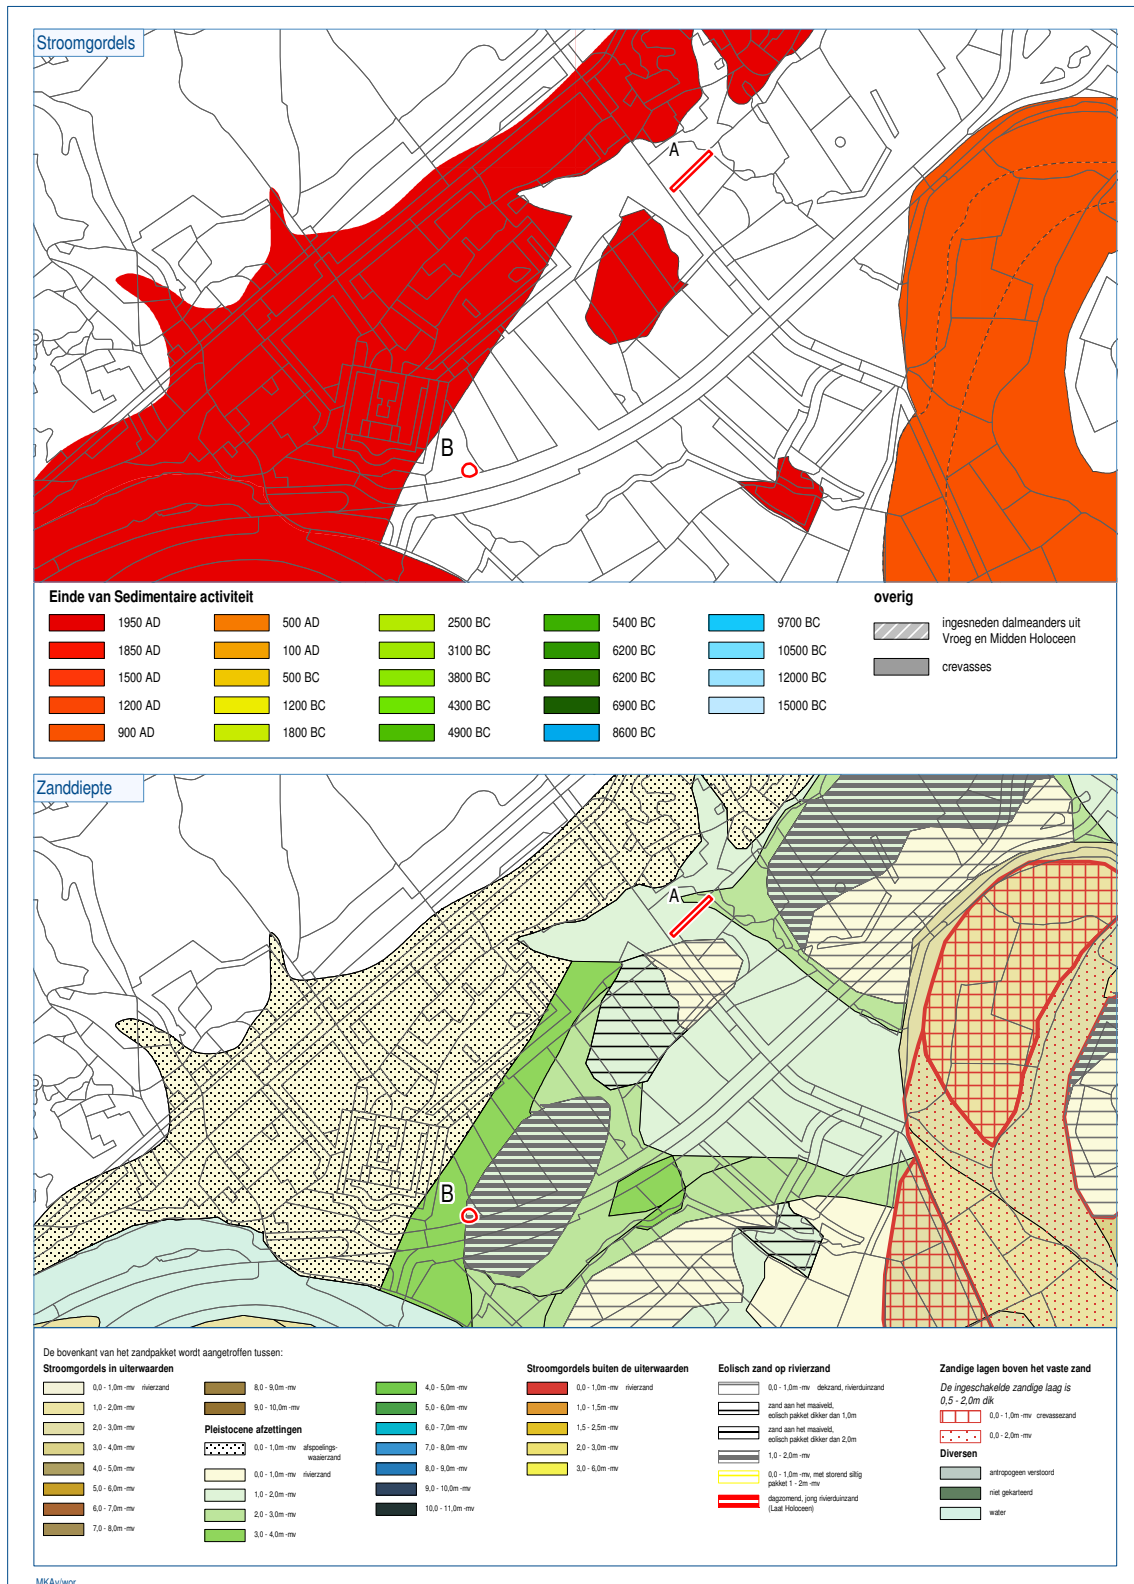 Stroomgordels
A
B
Einde van Sedimentaire activiteit
1950 AD
1850 AD
1500 AD
1200 AD
900 AD
500 AD
100 AD
500 BC
1200 BC
1800 BC
2500 BC
3100 BC
3800 BC
4300 BC
4900 BC
5400 BC
6200 BC
6200 BC
6900 BC
8600 BC
9700 BC
10500 BC
12000 BC
15000 BC
overig
ingesneden dalmeanders uit
Vroeg en Midden Holoceen
crevasses
Zanddiepte
A
B
De bovenkant van het zandpakket wordt aangetroffen tussen:
Stroomgordels in uiterwaarden
0,0 - 1,0m -mv rivierzand
1,0 - 2,0m -mv
2,0 - 3,0m -mv
3,0 - 4,0m -mv
4,0 - 5,0m -mv
5,0 - 6,0m -mv
6,0 - 7,0m -mv
7,0 - 8,0m -mv
8,0 - 9,0m -mv
9,0 - 10,0m -mv
Pleistocene afzettingen
0,0 - 1,0m -mv afspoelings-
waaierzand
0,0 - 1,0m -mv rivierzand
1,0 - 2,0m -mv
2,0 - 3,0m -mv
3,0 - 4,0m -mv
4,0 - 5,0m -mv
5,0 - 6,0m -mv
6,0 - 7,0m -mv
7,0 - 8,0m -mv
8,0 - 9,0m -mv
9,0 - 10,0m -mv
10,0 - 11,0m -mv
Stroomgordels buiten de uiterwaarden
0,0 - 1,0m -mv rivierzand
1,0 - 1,5m -mv
1,5 - 2,5m -mv
2,0 - 3,0m -mv
3,0 - 6,0m -mv
Eolisch zand op rivierzand
0,0 - 1,0m -mv dekzand, rivierduinzand
zand aan het maaiveld,
eolisch pakket dikker dan 1,0m
zand aan het maaiveld,
eolisch pakket dikker dan 2,0m
1,0 - 2,0m -mv
0,0 - 1,0m -mv, met storend siltig
pakket 1 - 2m -mv
dagzomend, jong rivierduinzand
(Laat Holoceen)
Zandige lagen boven het vaste zand
De ingeschakelde zandige laag is
0,5 - 2,0m dik
0,0 - 1,0m -mv crevassezand
0,0 - 2,0m -mv
Diversen
antropogeen verstoord
niet gekarteerd
water